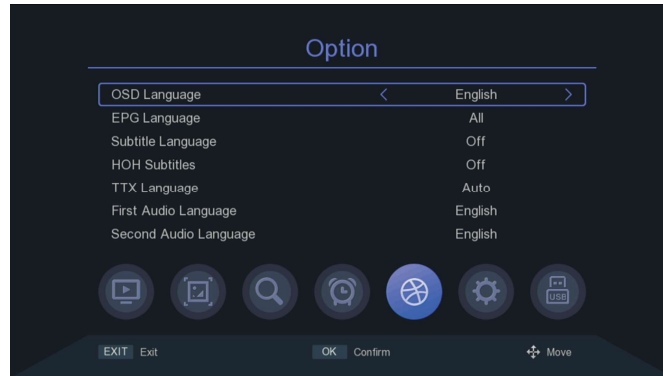 Option
OSD Language < English >
EPG Language All
Subtitle Language Off
HOH Subtitles Off
TTX Language Auto
First Audio Language English
Second Audio Language English
USB
EXIT Exit OK Confirm Move